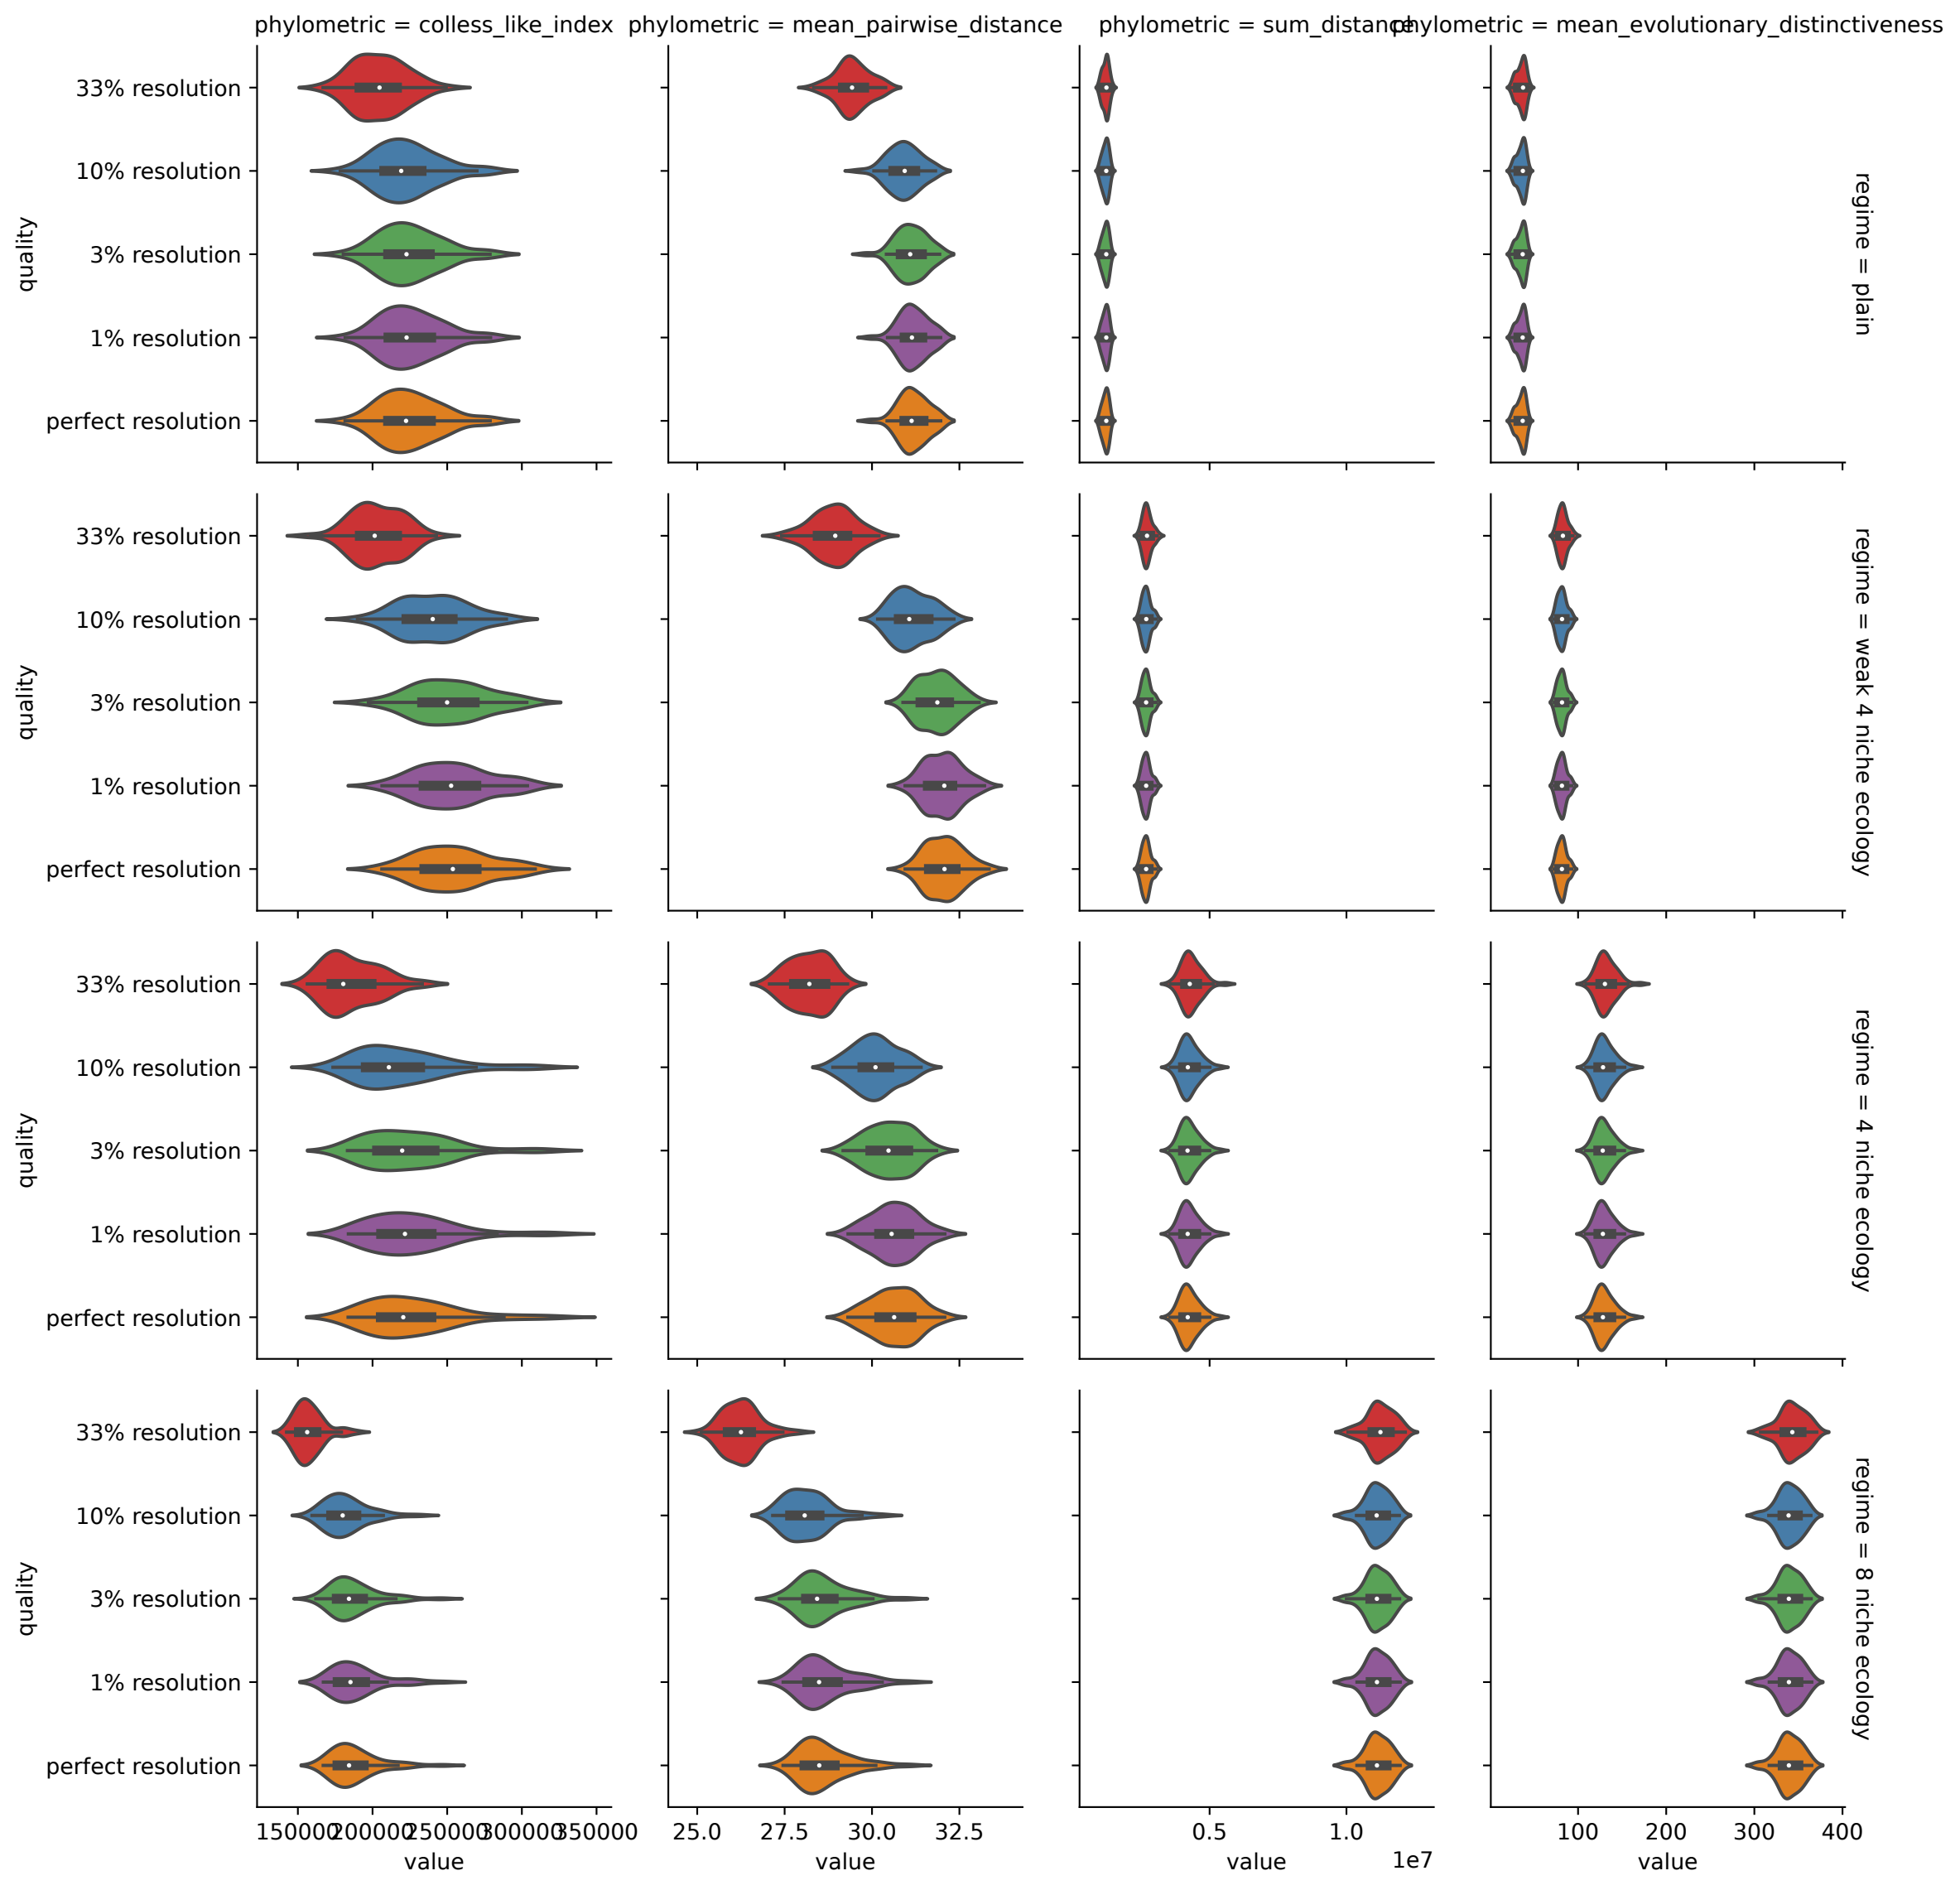 phylometric = colless_like_index
phylometric = mean_pairwise_distance
phylometric = sum_distance
phylometric = mean_evolutionary_distinctiveness
quality
33% resolution
10% resolution
3% resolution
1% resolution
perfect resolution
regime = plain
quality
33% resolution
10% resolution
3% resolution
1% resolution
perfect resolution
regime = weak 4 niche ecology
quality
33% resolution
10% resolution
3% resolution
1% resolution
perfect resolution
regime = 4 niche ecology
quality
33% resolution
10% resolution
3% resolution
1% resolution
perfect resolution
regime = 8 niche ecology
150000 200000 250000 300000 350000
value
25.0 27.5 30.0 32.5
value
0.5 1.0
1e7
value
100 200 300 400
value